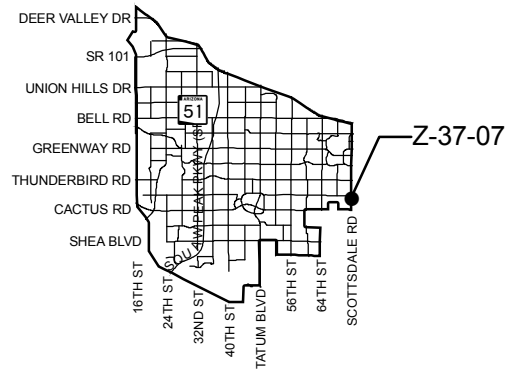 DEER VALLEY DR
SR 101
UNION HILLS DR
ARIZONA
51
BELL RD
GREENWAY RD
Z-37-07
THUNDERBIRD RD
CACTUS RD
SHEA BLVD
16TH ST
24TH ST
32ND ST
40TH ST
TATUM BLVD
56TH ST
64TH ST
SCOTTSDALE RD
PEAK PKWY